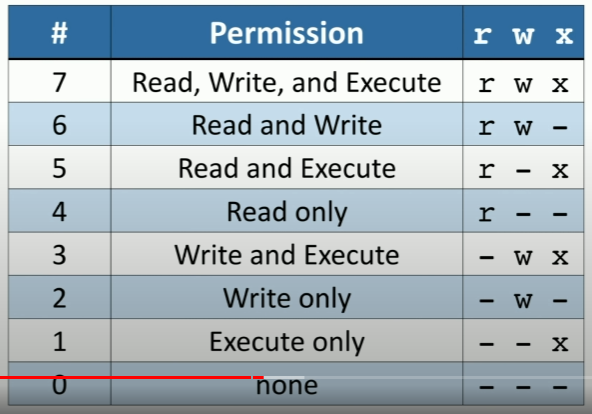 # Permission r w x
7 Read, Write, and Execute r w x
6 Read and Write r w -
5 Read and Execute r - x
4 Read only r - -
3 Write and Execute - w x
2 Write only - w -
1 Execute only - - x
0 none - - -